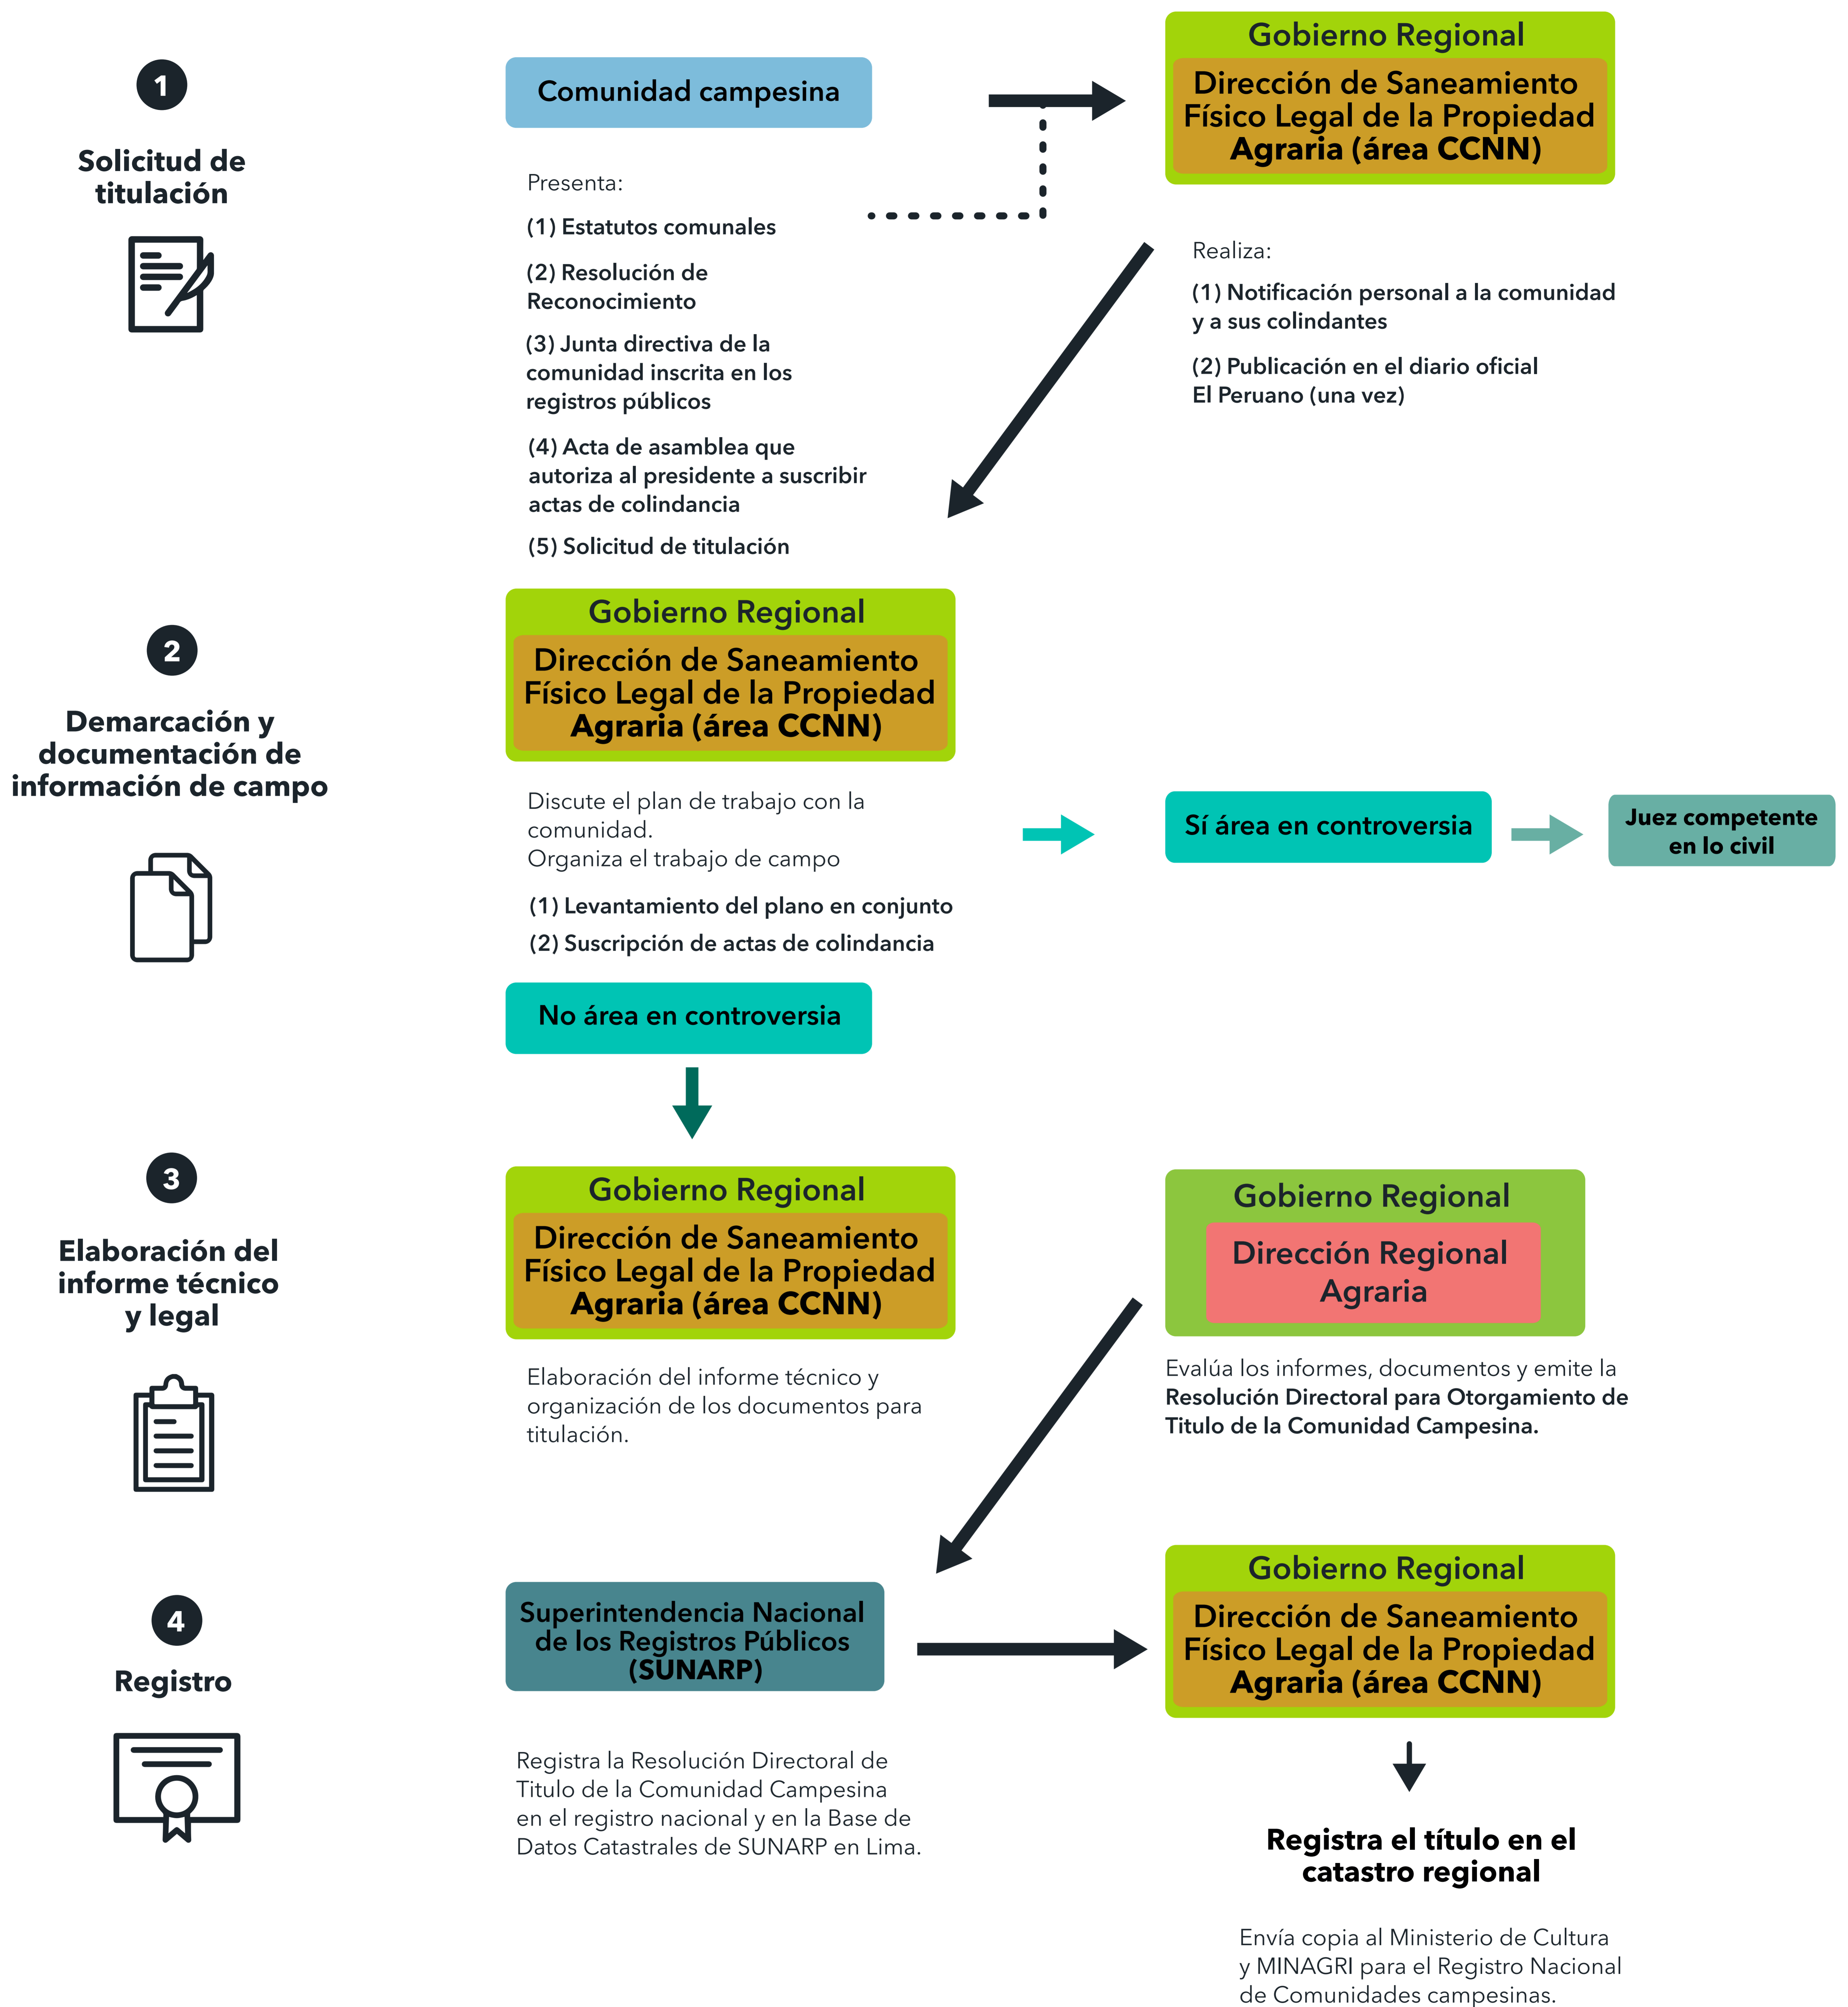 1
Solicitud de
titulación
Comunidad campesina
Presenta:
(1) Estatutos comunales
(2) Resolución de
Reconocimiento
(3) Junta directiva de la
comunidad inscrita en los
registros públicos
(4) Acta de asamblea que
autoriza al presidente a suscribir
actas de colindancia
(5) Solicitud de titulación
Gobierno Regional
Dirección de Saneamiento
Físico Legal de la Propiedad
Agraria (área CCNN)
Realiza:
(1) Notificación personal a la comunidad
y a sus colindantes
(2) Publicación en el diario oficial
El Peruano (una vez)
2
Demarcación y
documentación de
información de campo
Gobierno Regional
Dirección de Saneamiento
Físico Legal de la Propiedad
Agraria (área CCNN)
Discute el plan de trabajo con la
comunidad.
Organiza el trabajo de campo
(1) Levantamiento del plano en conjunto
(2) Suscripción de actas de colindancia
Sí área en controversia
Juez competente
en lo civil
No área en controversia
3
Elaboración del
informe técnico
y legal
Gobierno Regional
Dirección de Saneamiento
Físico Legal de la Propiedad
Agraria (área CCNN)
Elaboración del informe técnico y
organización de los documentos para
titulación.
Gobierno Regional
Dirección Regional
Agraria
Evalúa los informes, documentos y emite la
Resolución Directoral para Otorgamiento de
Titulo de la Comunidad Campesina.
4
Registro
Superintendencia Nacional
de los Registros Públicos
(SUNARP)
Registra la Resolución Directoral de
Titulo de la Comunidad Campesina
en el registro nacional y en la Base de
Datos Catastrales de SUNARP en Lima.
Gobierno Regional
Dirección de Saneamiento
Físico Legal de la Propiedad
Agraria (área CCNN)
Registra el título en el
catastro regional
Envía copia al Ministerio de Cultura
y MINAGRI para el Registro Nacional
de Comunidades campesinas.